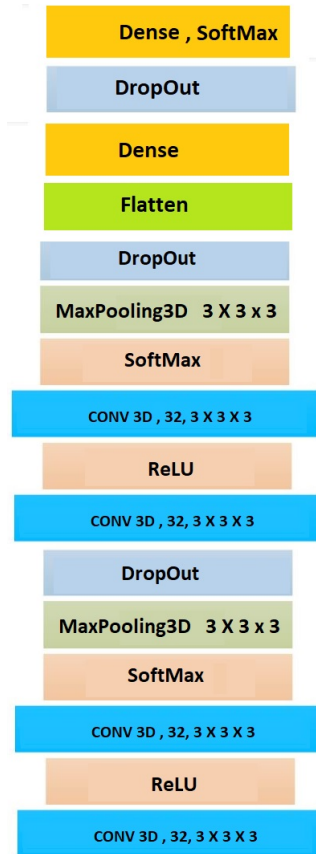 Dense , SoftMax
DropOut
Dense
Flatten
DropOut
MaxPooling3D 3 X 3 x 3
SoftMax
CONV 3D , 32, 3 X 3 X 3
ReLU
CONV 3D , 32, 3 X 3 X 3
DropOut
MaxPooling3D 3 X 3 x 3
SoftMax
CONV 3D , 32, 3 X 3 X 3
ReLU
CONV 3D , 32, 3 X 3 X 3